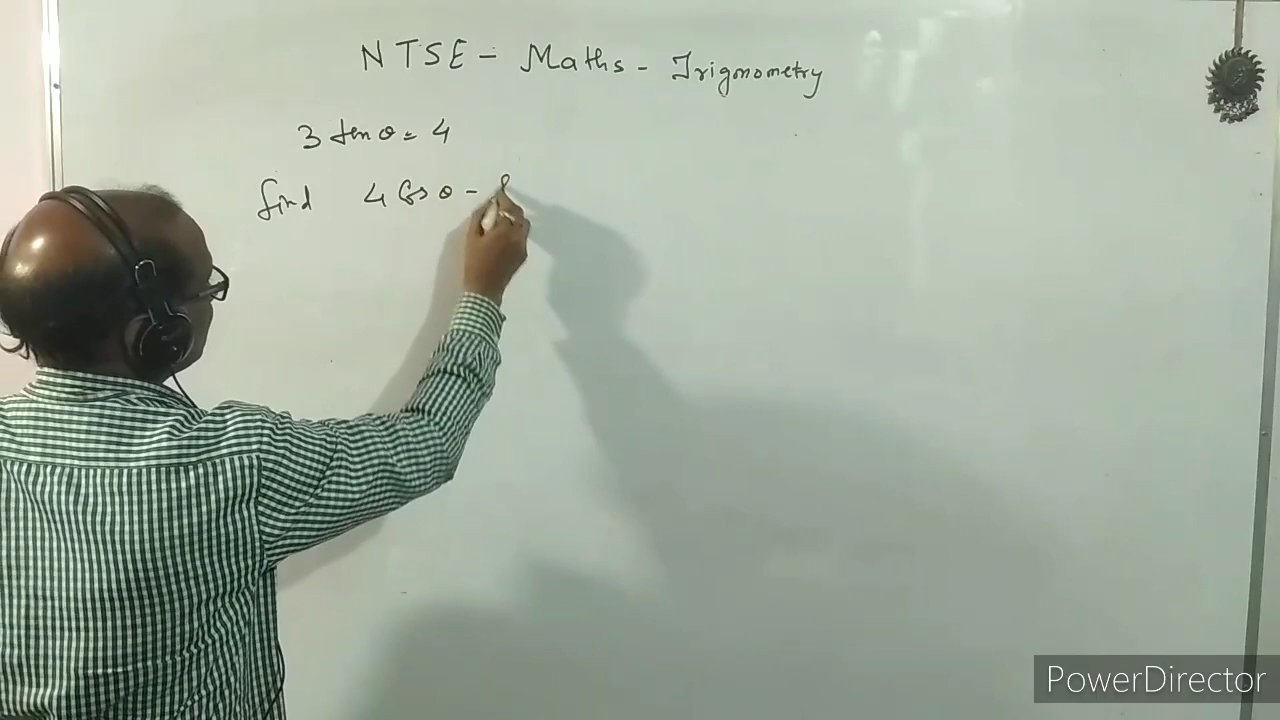 NTSE - Maths - Trigonometry
3 tan θ = 4
find 4 Cos θ -
PowerDirector